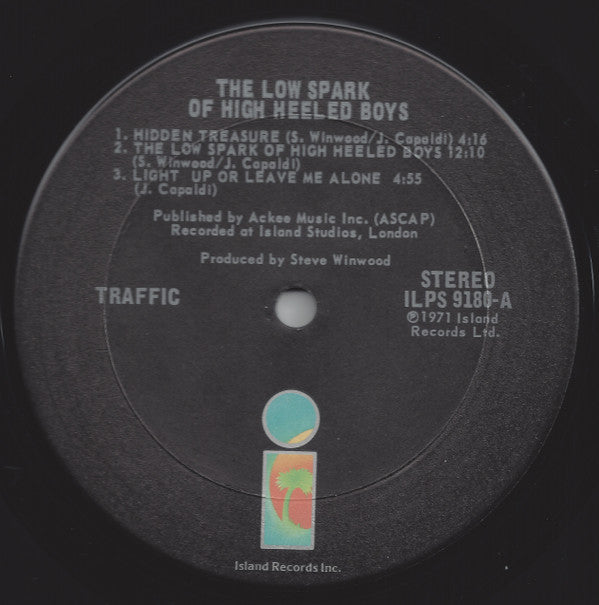 THE LOW SPARK
OF HIGH HEELED BOYS
1. HIDDEN TREASURE (S. Winwood/J. Capaldi) 4:16
2. THE LOW SPARK OF HIGH HEELED BOYS 12:10
(S. Winwood/J. Capaldi)
3. LIGHT UP OR LEAVE ME ALONE 4:55
(J. Capaldi)
Published by Ackee Music Inc. (ASCAP)
Recorded at Island Studios, London
Produced by Steve Winwood
TRAFFIC
STEREO
ILPS 9180-A
℗1971 Island
Records Ltd.
i
Island Records Inc.